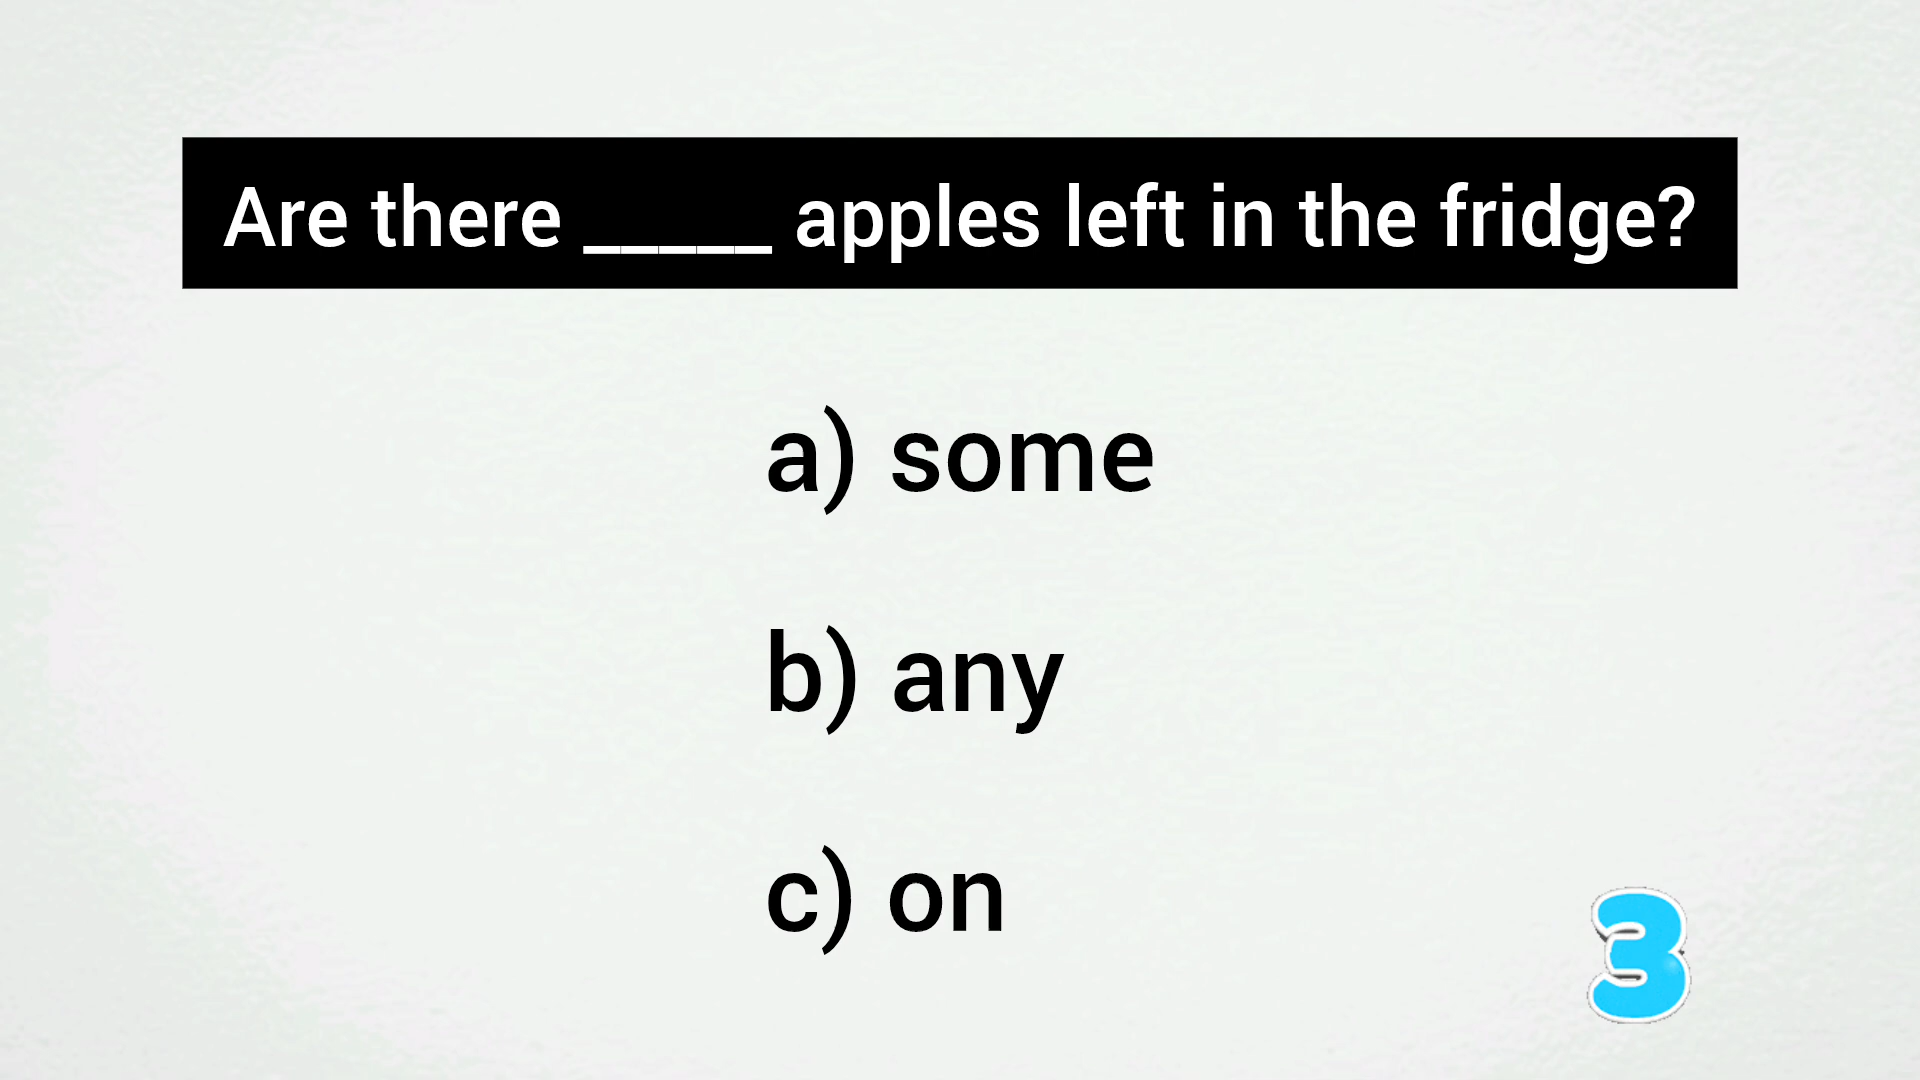 Are there _____ apples left in the fridge?
a) some
b) any
c) on
3